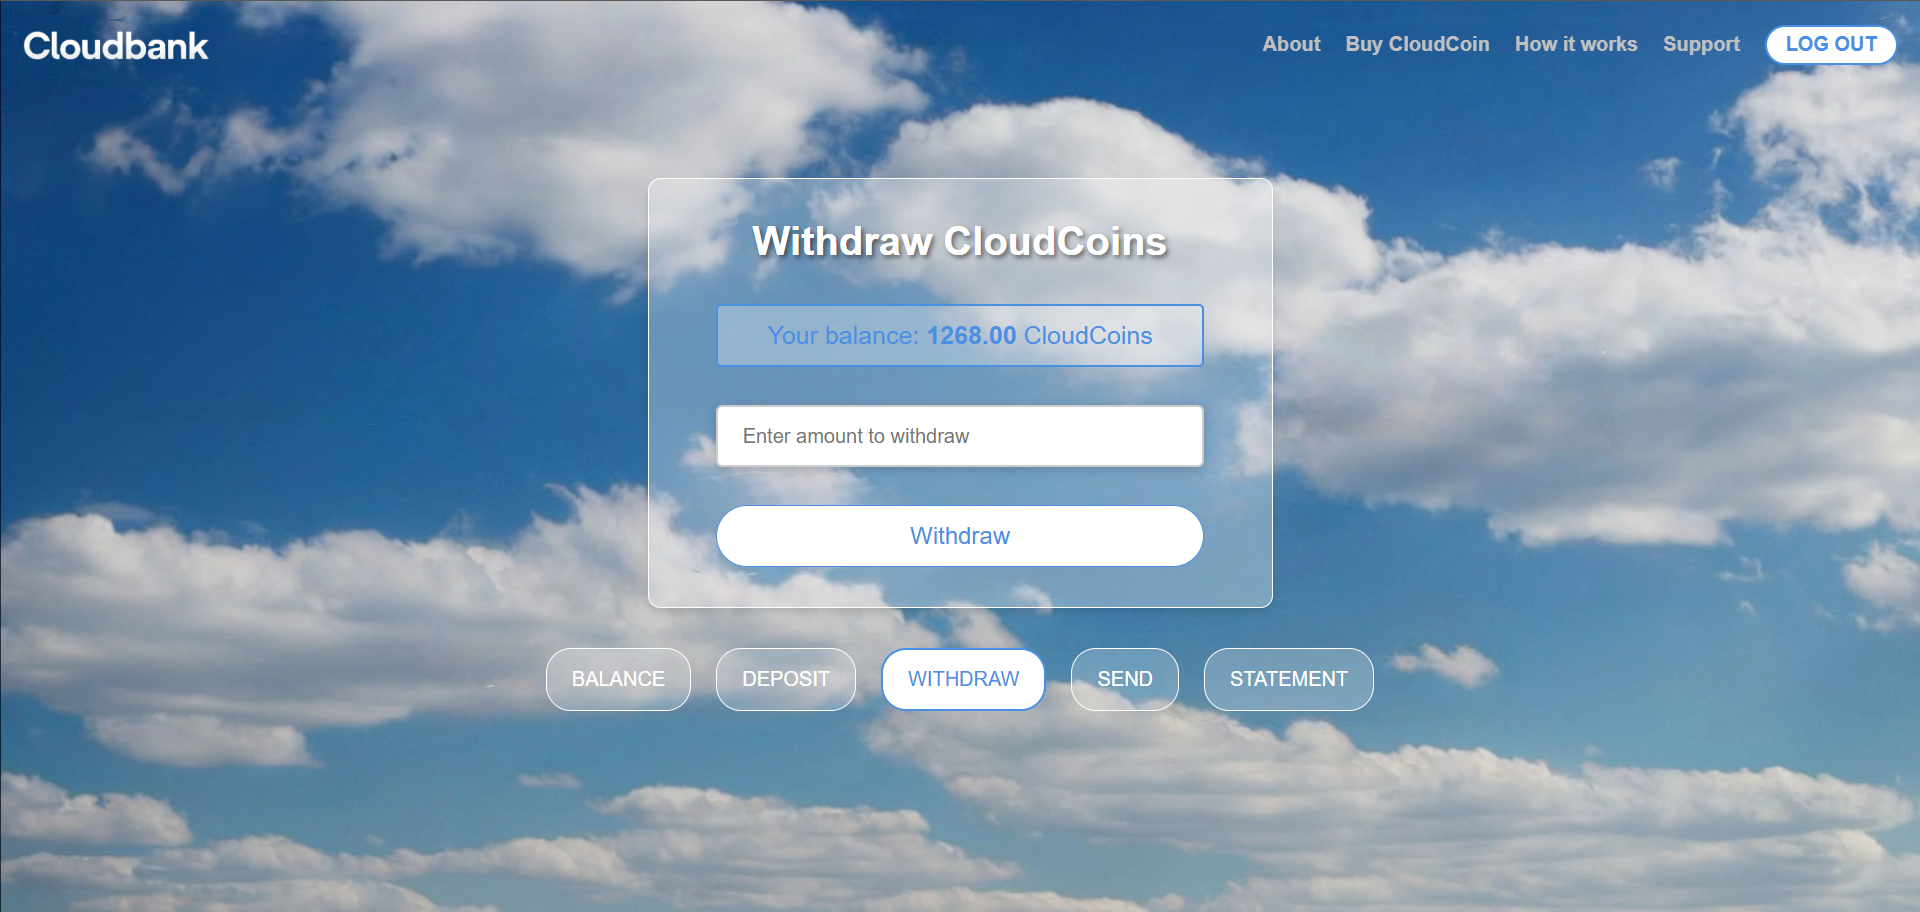 Cloudbank
About Buy CloudCoin How it works Support LOG OUT
Withdraw CloudCoins
Your balance: 1268.00 CloudCoins
Enter amount to withdraw
Withdraw
BALANCE DEPOSIT WITHDRAW SEND STATEMENT